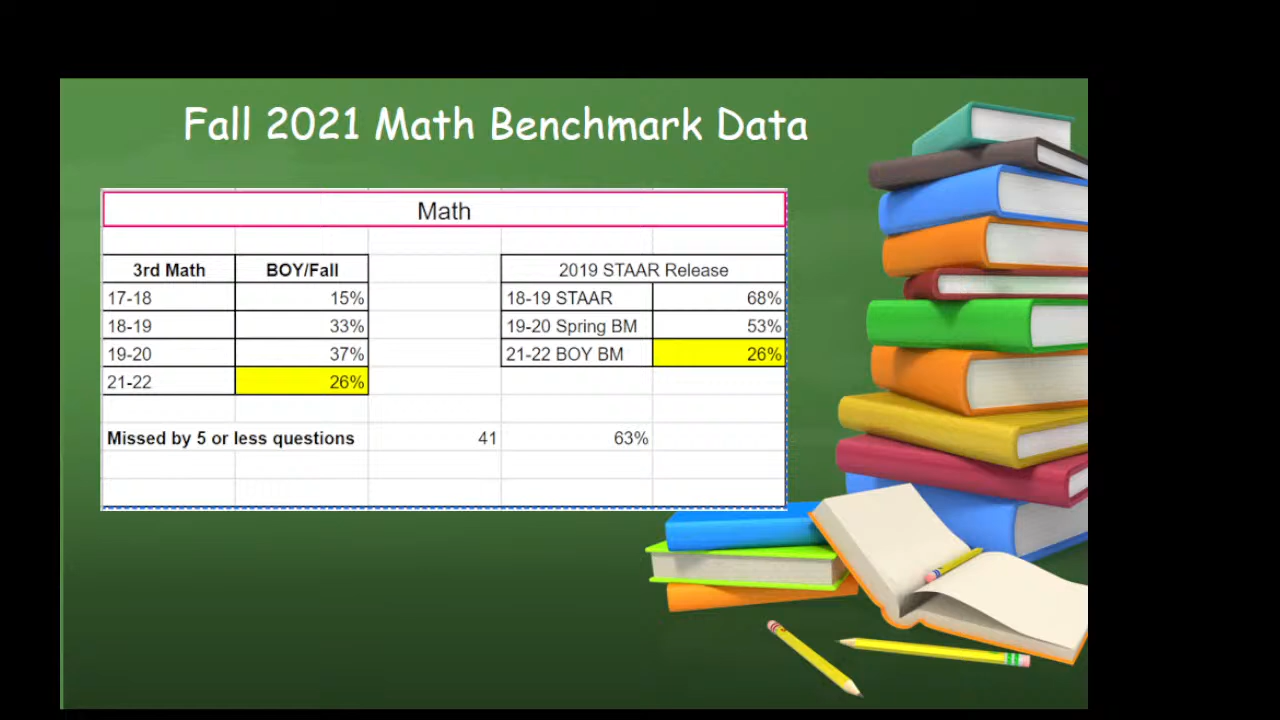 Fall 2021 Math Benchmark Data
Math
3rd Math BOY/Fall 2019 STAAR Release
17-18 15% 18-19 STAAR 68%
18-19 33% 19-20 Spring BM 53%
19-20 37% 21-22 BOY BM 26%
21-22 26%
Missed by 5 or less questions 41 63%